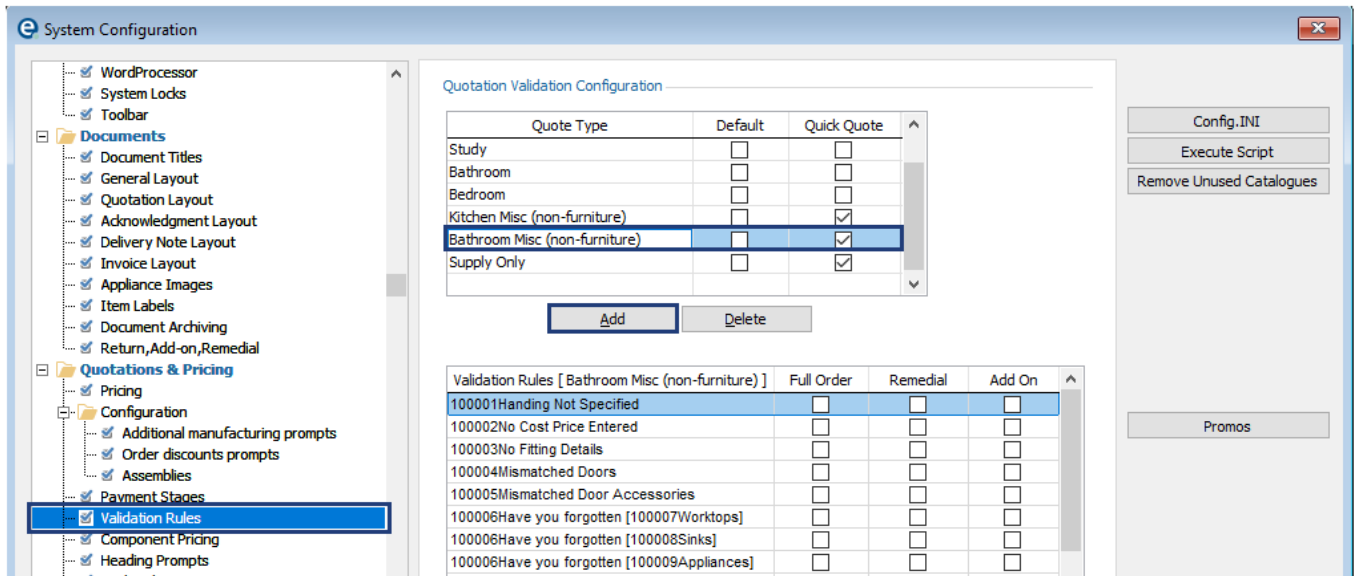 System Configuration
WordProcessor
System Locks
Toolbar
Documents
Document Titles
General Layout
Quotation Layout
Acknowledgment Layout
Delivery Note Layout
Invoice Layout
Appliance Images
Item Labels
Document Archiving
Return,Add-on,Remedial
Quotations & Pricing
Pricing
Configuration
Additional manufacturing prompts
Order discounts prompts
Assemblies
Payment Stages
Validation Rules
Component Pricing
Heading Prompts
Quotation Validation Configuration
Quote Type Default Quick Quote
Study
Bathroom
Bedroom
Kitchen Misc (non-furniture)
Bathroom Misc (non-furniture)
Supply Only
Add Delete
Validation Rules [ Bathroom Misc (non-furniture) ] Full Order Remedial Add On
100001Handing Not Specified
100002No Cost Price Entered
100003No Fitting Details
100004Mismatched Doors
100005Mismatched Door Accessories
100006Have you forgotten [100007Worktops]
100006Have you forgotten [100008Sinks]
100006Have you forgotten [100009Appliances]
Config.INI
Execute Script
Remove Unused Catalogues
Promos